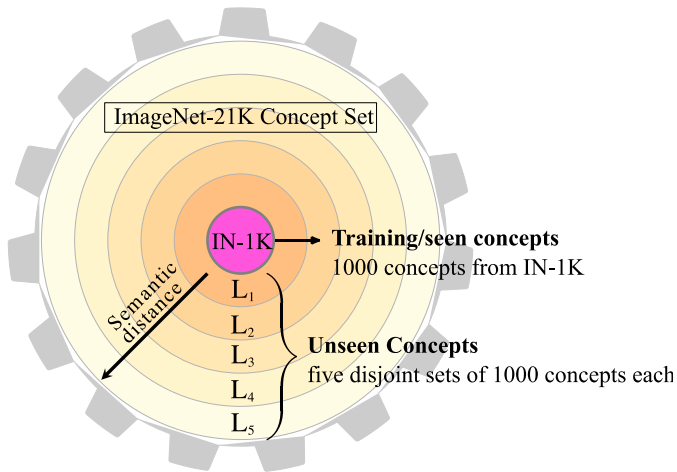 ImageNet-21K Concept Set
IN-1K
Training/seen concepts
1000 concepts from IN-1K
Semantic
distance
L₁
L₂
L₃
L₄
L₅
Unseen Concepts
five disjoint sets of 1000 concepts each